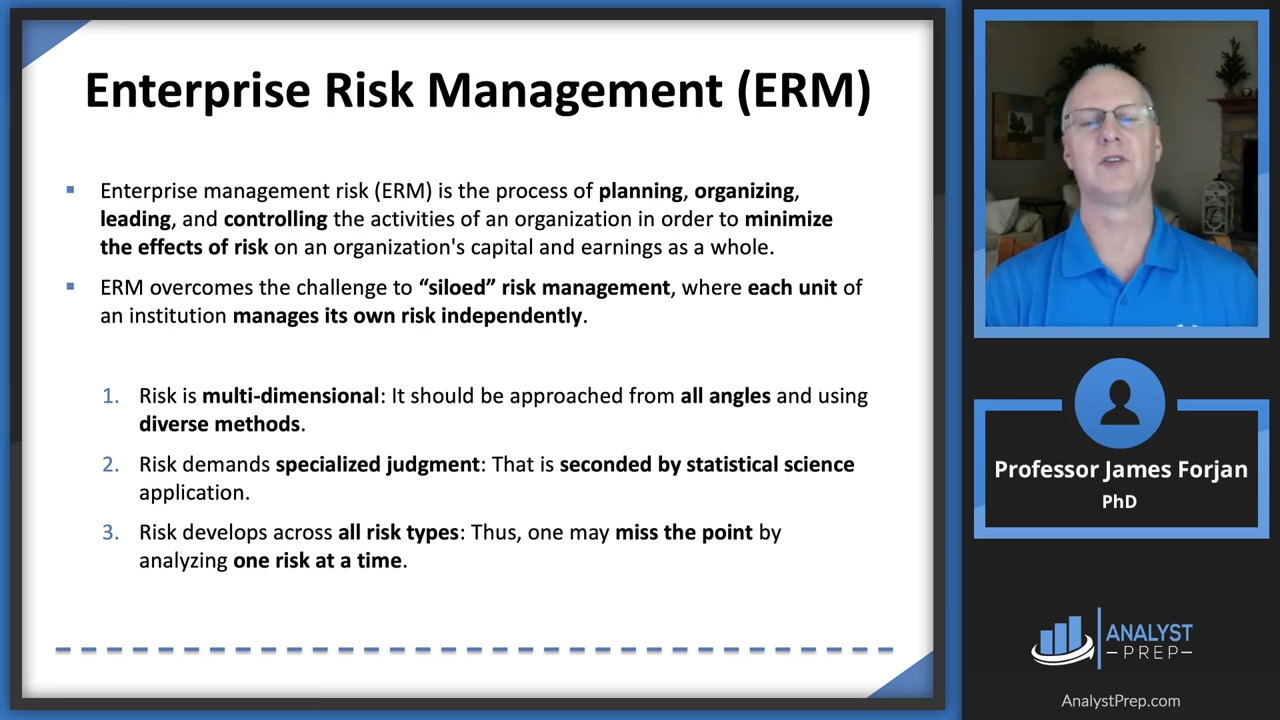 Enterprise Risk Management (ERM)
Enterprise management risk (ERM) is the process of planning, organizing,
leading, and controlling the activities of an organization in order to minimize
the effects of risk on an organization's capital and earnings as a whole.
ERM overcomes the challenge to “siloed” risk management, where each unit of
an institution manages its own risk independently.
1. Risk is multi-dimensional: It should be approached from all angles and using
diverse methods.
2. Risk demands specialized judgment: That is seconded by statistical science
application.
3. Risk develops across all risk types: Thus, one may miss the point by
analyzing one risk at a time.
Professor James Forjan
PhD
ANALYST
PREP
AnalystPrep.com